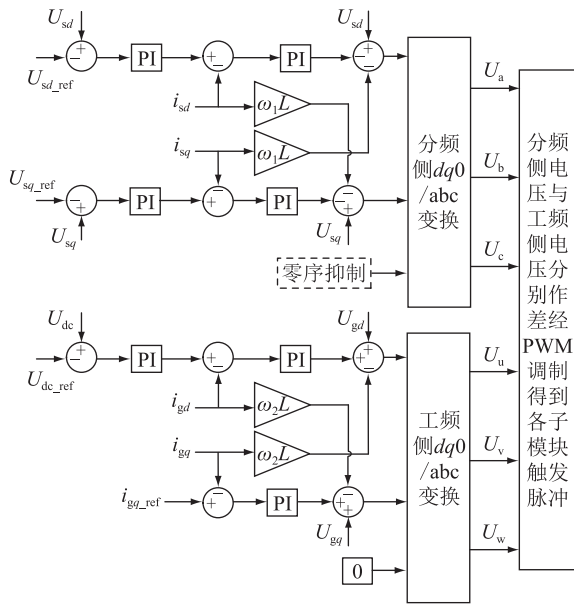 U_sd
U_sd
U_sd_ref
PI
PI
i_sd
ω₁L
i_sq
ω₁L
U_sq_ref
PI
PI
U_sq
U_sq
零序抑制
分频
侧dq0
/abc
变换
U_a
U_b
U_c
U_dc
U_gd
U_dc_ref
PI
PI
i_gd
ω₂L
i_gq
ω₂L
i_gq_ref
PI
U_gq
0
工频
侧dq0
/abc
变换
U_u
U_v
U_w
分频
侧电
压与
工频
侧电
压分
别作
差经
PWM
调制
得到
各子
模块
触发
脉冲